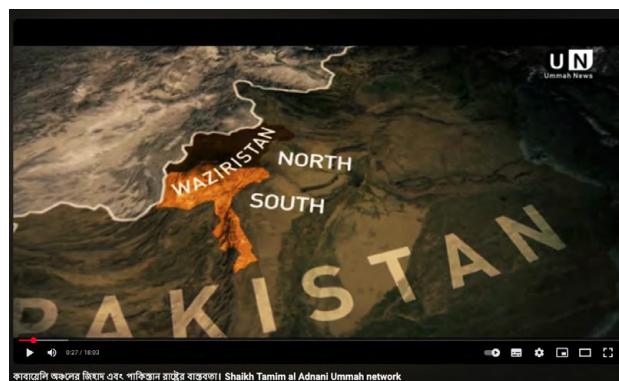 UN
Ummah News
WAZIRISTAN
NORTH
SOUTH
PAKISTAN
0:27 / 18:03
কাবায়েলি অঞ্চলের জিহাদ এবং পাকিস্তান রাষ্ট্রের বাস্তবতা। Shaikh Tamim al Adnani Ummah network